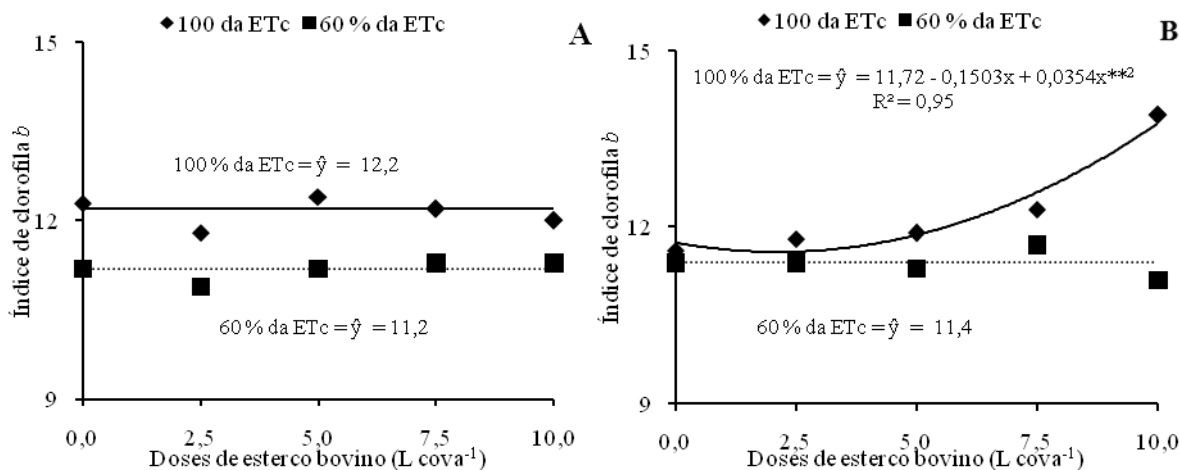 ◆100 da ETc ■60 % da ETc
A
15
12
9
Índice de clorofila b
100% da ETc = ŷ = 12,2
60 % da ETc = ŷ =11,2
0,0 2,5 5,0 7,5 10,0
Doses de esterco bovino (L cova⁻¹)
◆100 da ETc ■60 % da ETc
B
15
12
9
Índice de clorofila b
100% da ETc = ŷ = 11,72 - 0,1503x + 0,0354x**²
R² = 0,95
60 % da ETc = ŷ = 11,4
0,0 2,5 5,0 7,5 10,0
Doses de esterco bovino (L cova⁻¹)